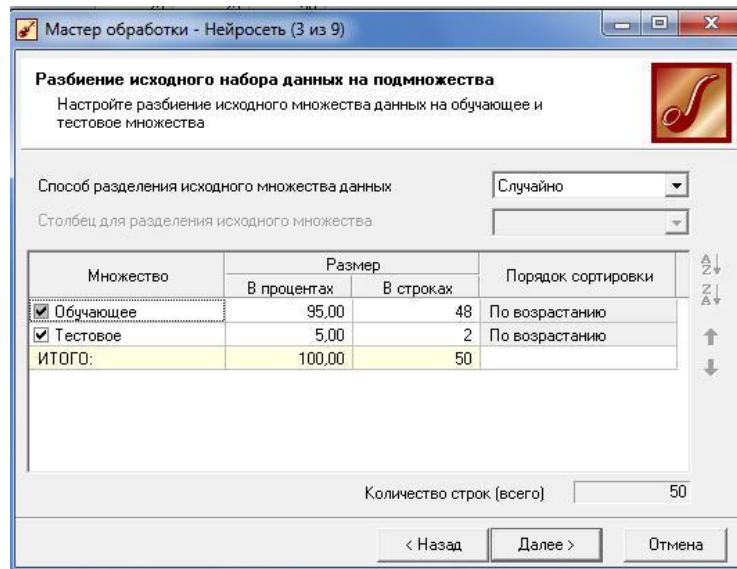 Мастер обработки - Нейросеть (3 из 9)
Разбиение исходного набора данных на подмножества
Настройте разбиение исходного множества данных на обучающее и
тестовое множества
Способ разделения исходного множества данных Случайно
Столбец для разделения исходного множества
Множество Размер Порядок сортировки
В процентах В строках
Обучающее 95,00 48 По возрастанию
Тестовое 5,00 2 По возрастанию
ИТОГО: 100,00 50
Количество строк (всего) 50
< Назад Далее > Отмена